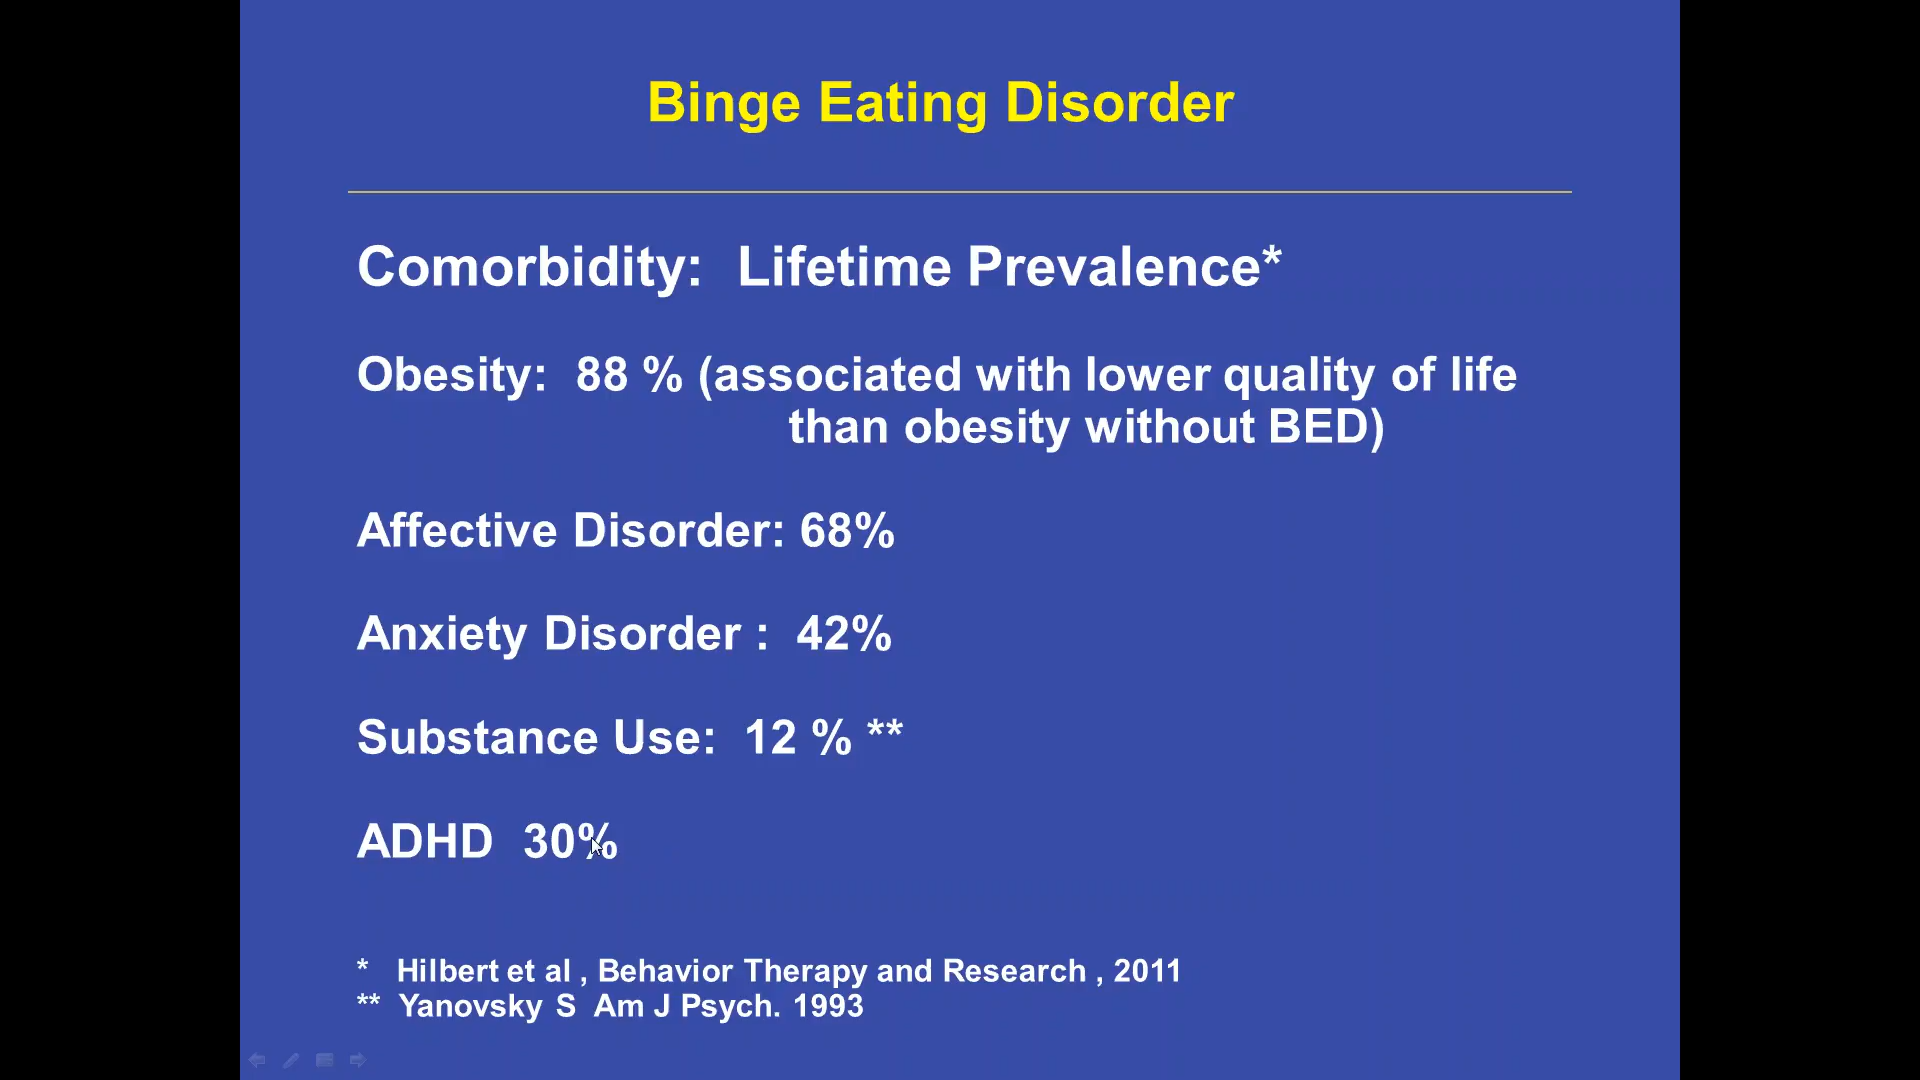 Binge Eating Disorder
Comorbidity: Lifetime Prevalence*
Obesity: 88 % (associated with lower quality of life
than obesity without BED)
Affective Disorder: 68%
Anxiety Disorder : 42%
Substance Use: 12 % **
ADHD 30%
* Hilbert et al , Behavior Therapy and Research , 2011
** Yanovsky S Am J Psych. 1993